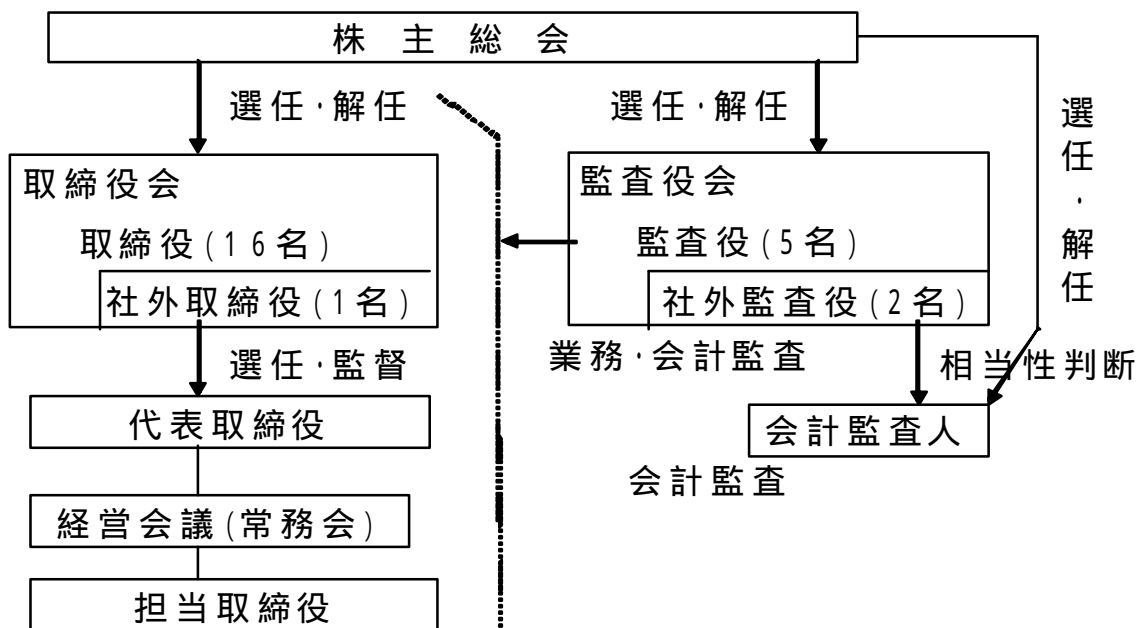 株主総会
選任・解任
選任・解任
選任・解任
取締役会
取締役(16名)
社外取締役(1名)
監査役会
監査役(5名)
社外監査役(2名)
選任・監督
業務・会計監査
相当性判断
代表取締役
会計監査人
会計監査
経営会議(常務会)
担当取締役